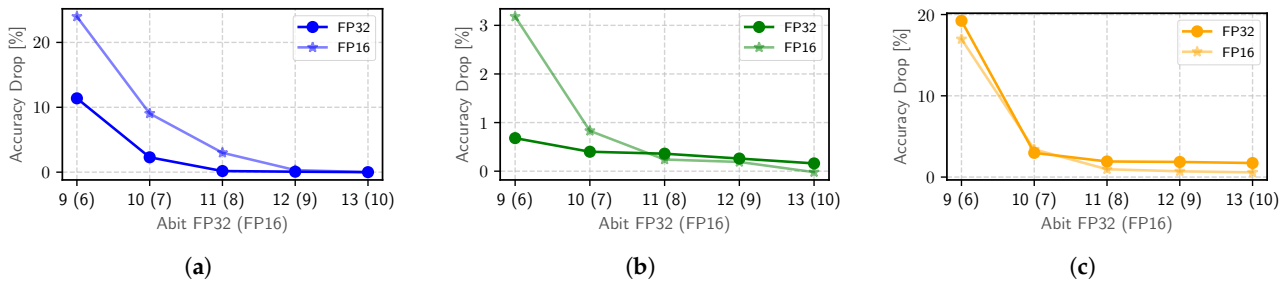 Accuracy Drop [%]
20
10
0
FP32
FP16
9 (6) 10 (7) 11 (8) 12 (9) 13 (10)
Abit FP32 (FP16)
(a)
Accuracy Drop [%]
3
2
1
0
FP32
FP16
9 (6) 10 (7) 11 (8) 12 (9) 13 (10)
Abit FP32 (FP16)
(b)
Accuracy Drop [%]
20
10
0
FP32
FP16
9 (6) 10 (7) 11 (8) 12 (9) 13 (10)
Abit FP32 (FP16)
(c)